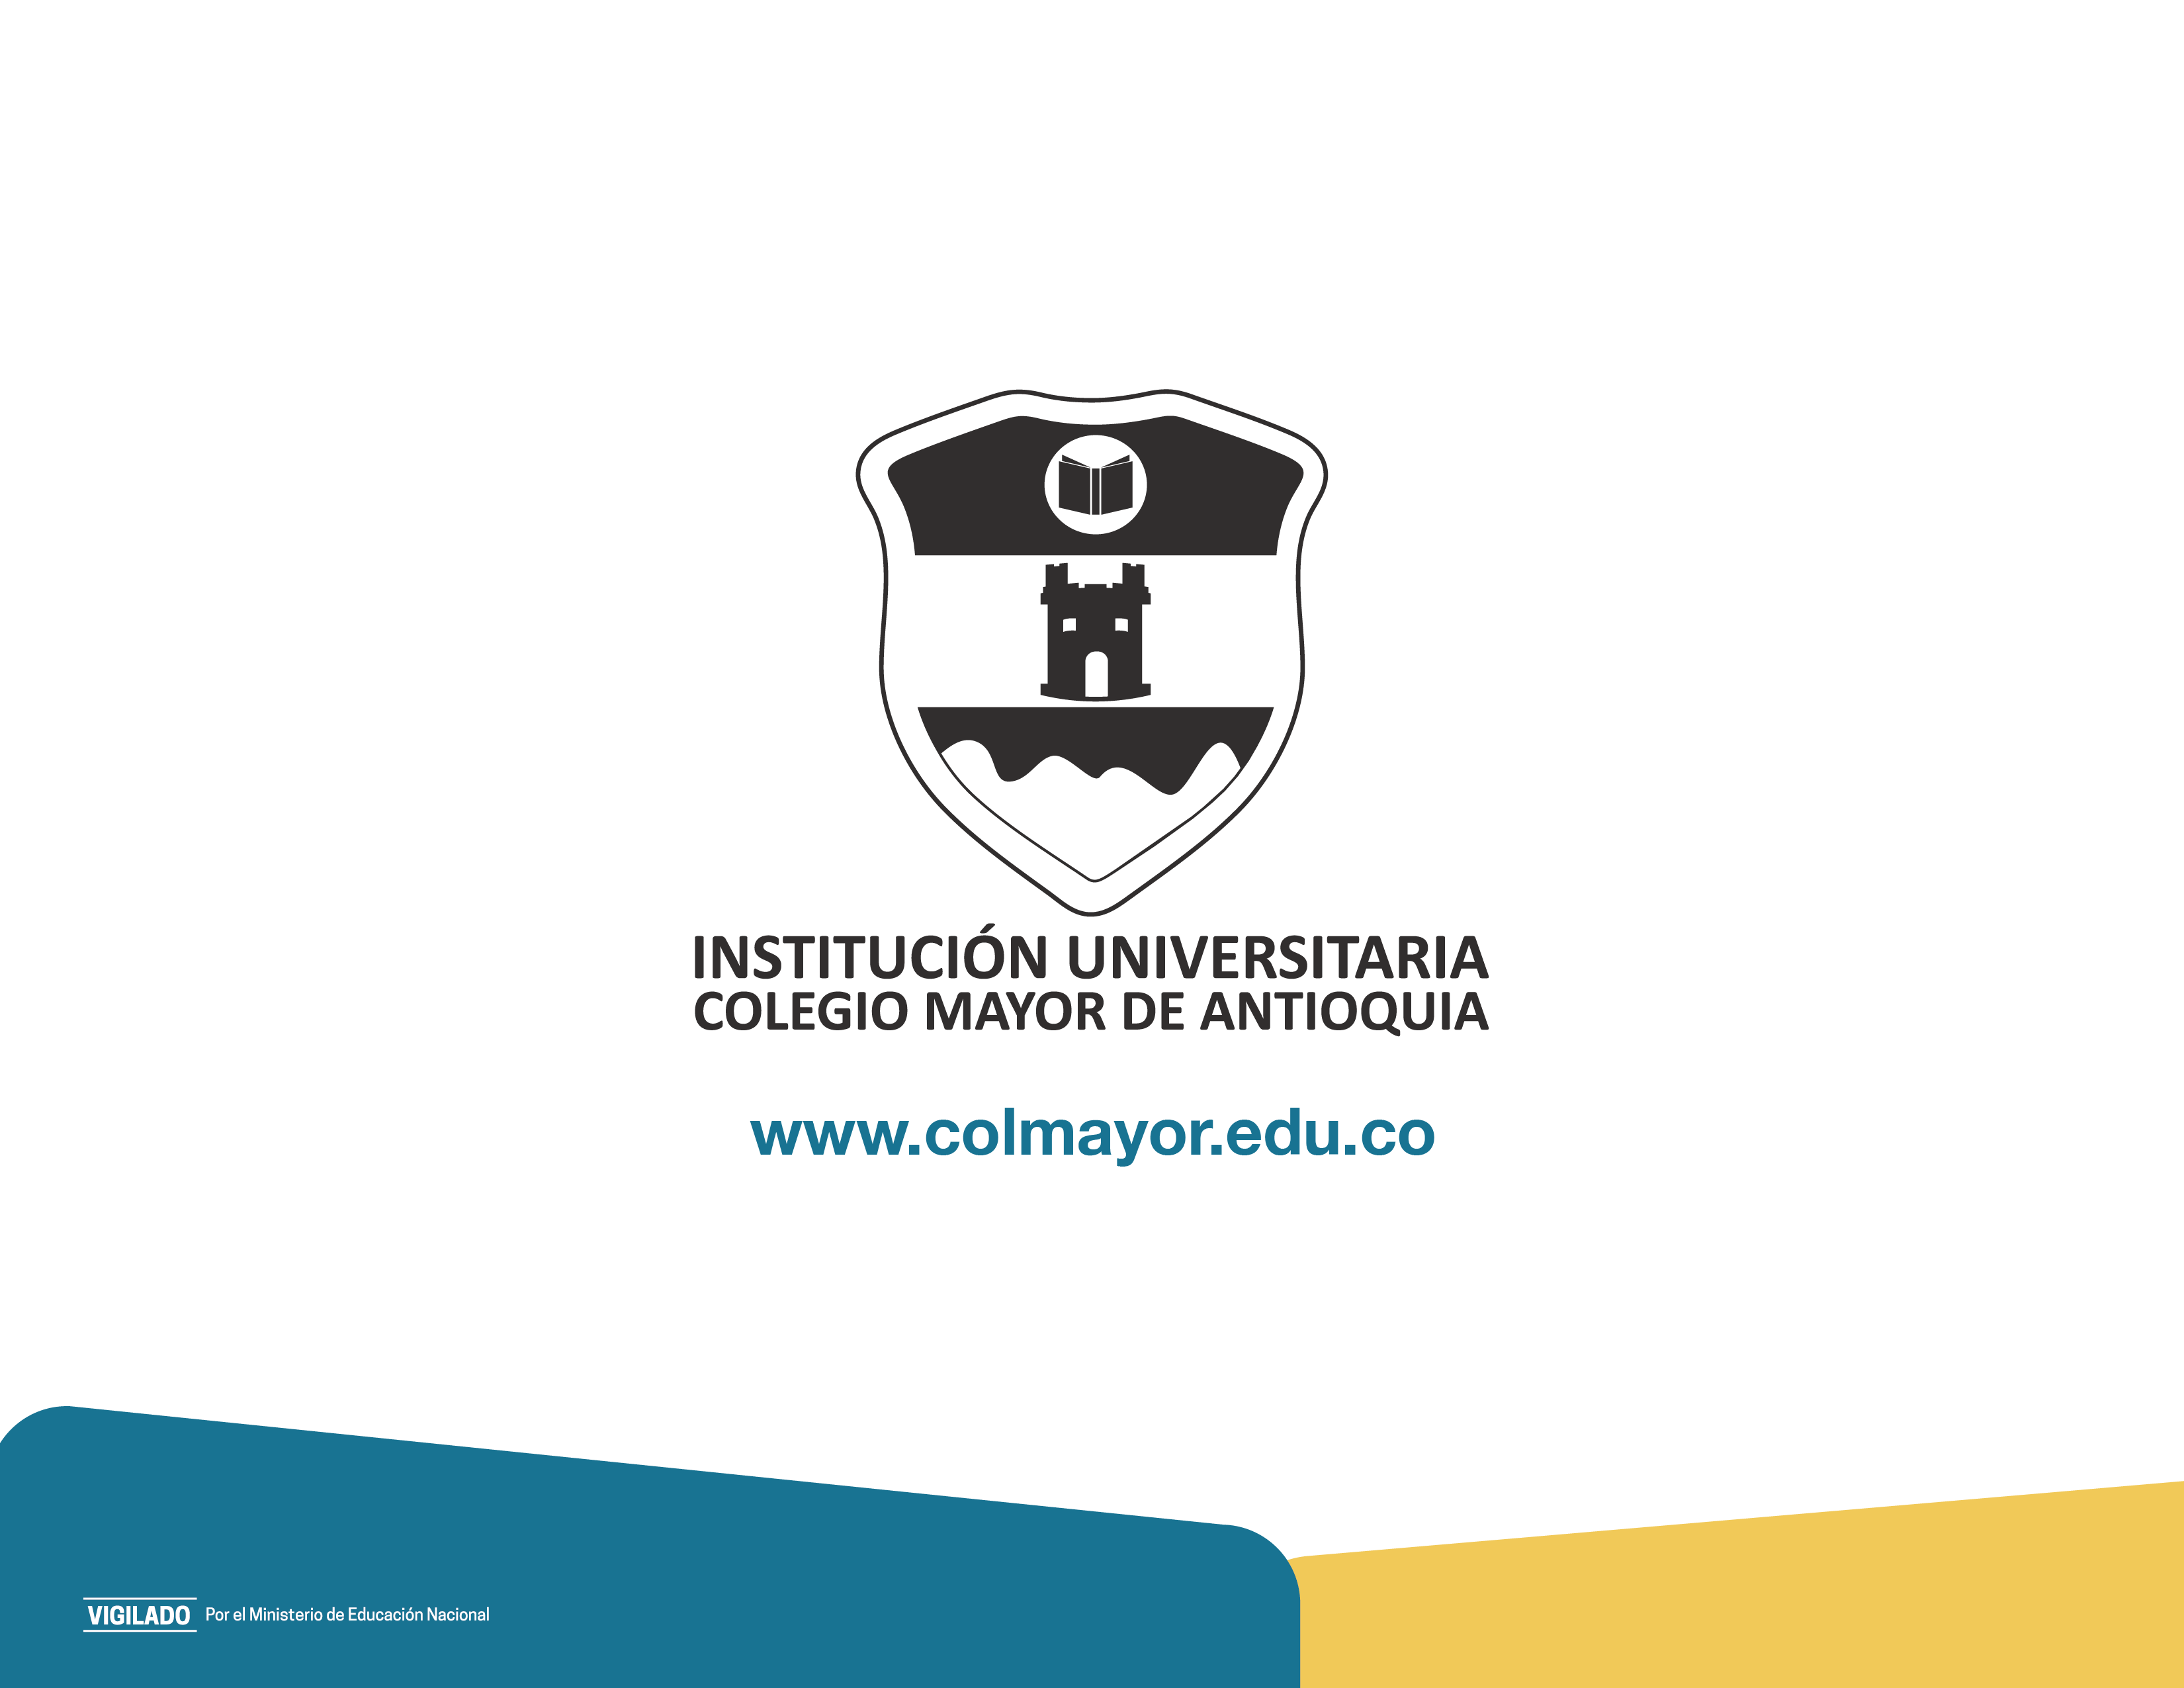 INSTITUCIÓN UNIVERSITARIA
COLEGIO MAYOR DE ANTIOQUIA
www.colmayor.edu.co
VIGILADO Por el Ministerio de Educación Nacional